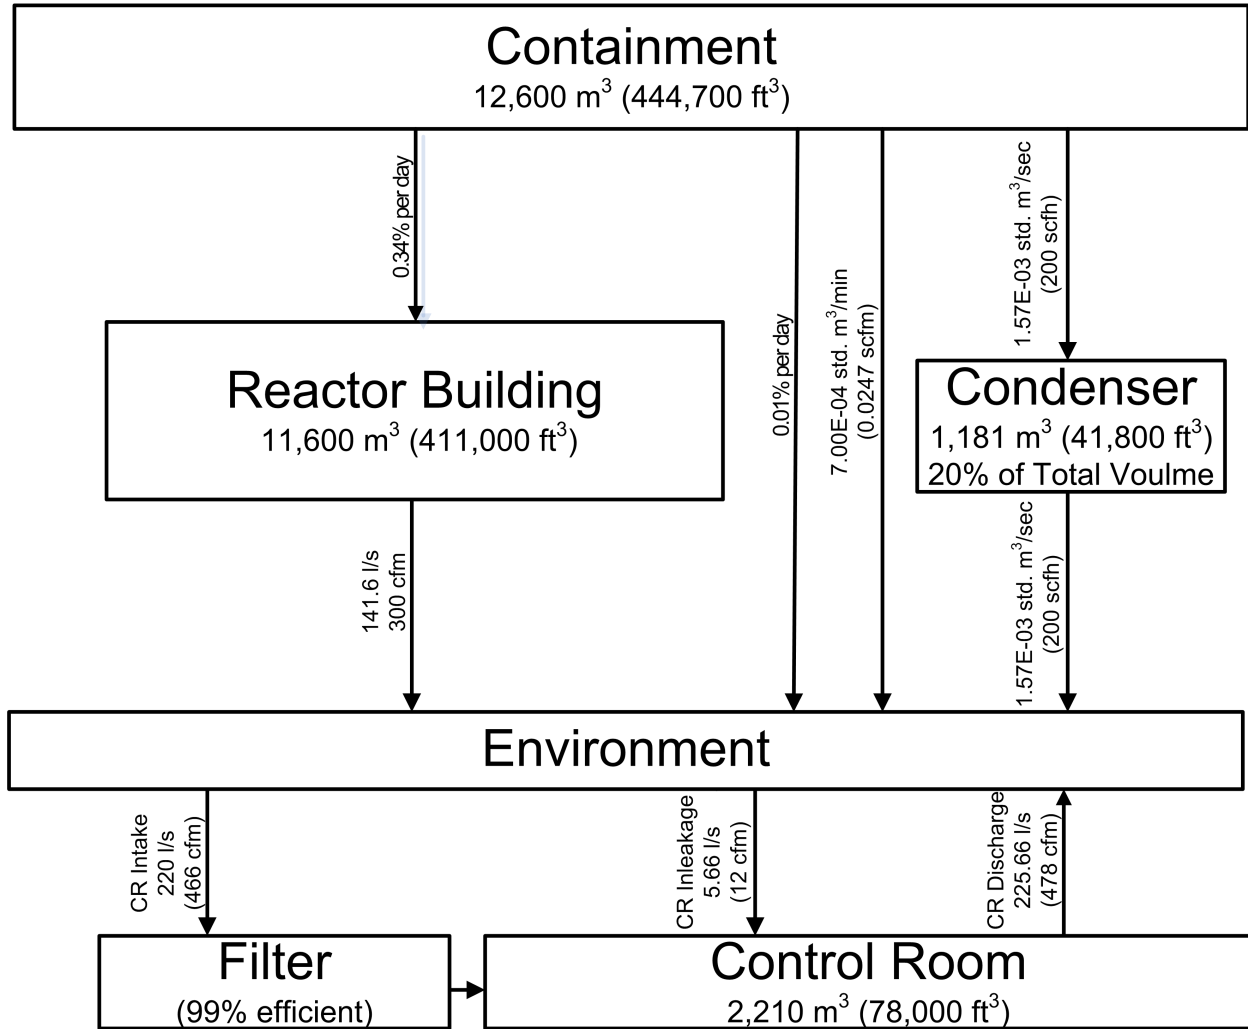 Containment
12,600 m³ (444,700 ft³)
0.34% per day
0.01% per day
7.00E-04 std. m³/min
(0.0247 scfm)
1.57E-03 std. m³/sec
(200 scfh)
Reactor Building
11,600 m³ (411,000 ft³)
Condenser
1,181 m³ (41,800 ft³)
20% of Total Voulme
141.6 l/s
300 cfm
1.57E-03 std. m³/sec
(200 scfh)
Environment
CR Intake
220 l/s
(466 cfm)
CR Inleakage
5.66 l/s
(12 cfm)
CR Discharge
225.66 l/s
(478 cfm)
Filter
(99% efficient)
Control Room
2,210 m³ (78,000 ft³)